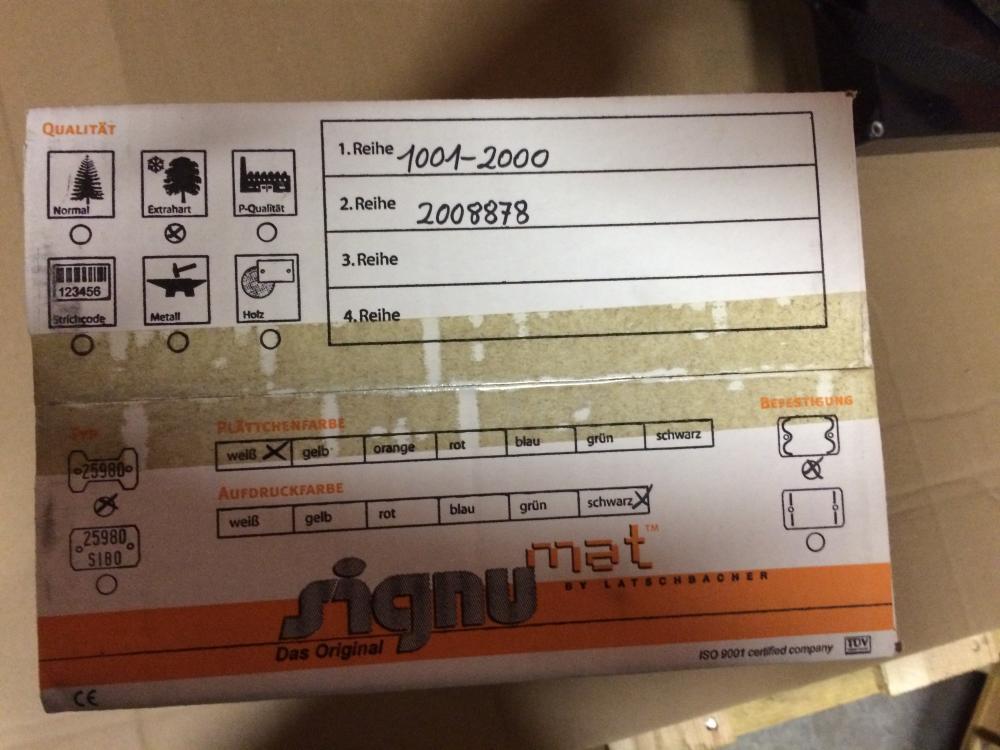 QUALITÄT
Normal
Extrahart
P-Qualität
123456
Strichcode
Metall
Holz
1. Reihe 1001-2000
2. Reihe 2008878
3. Reihe
4. Reihe
TYP
25980
25980
SIBO
PLÄTTCHENFARBE
weiß gelb orange rot blau grün schwarz
AUFDRUCKFARBE
weiß gelb rot blau grün schwarz
BEFESTIGUNG
signumat™
BY LATSCHBACHER
Das Original
ISO 9001 certified company TÜV
CE